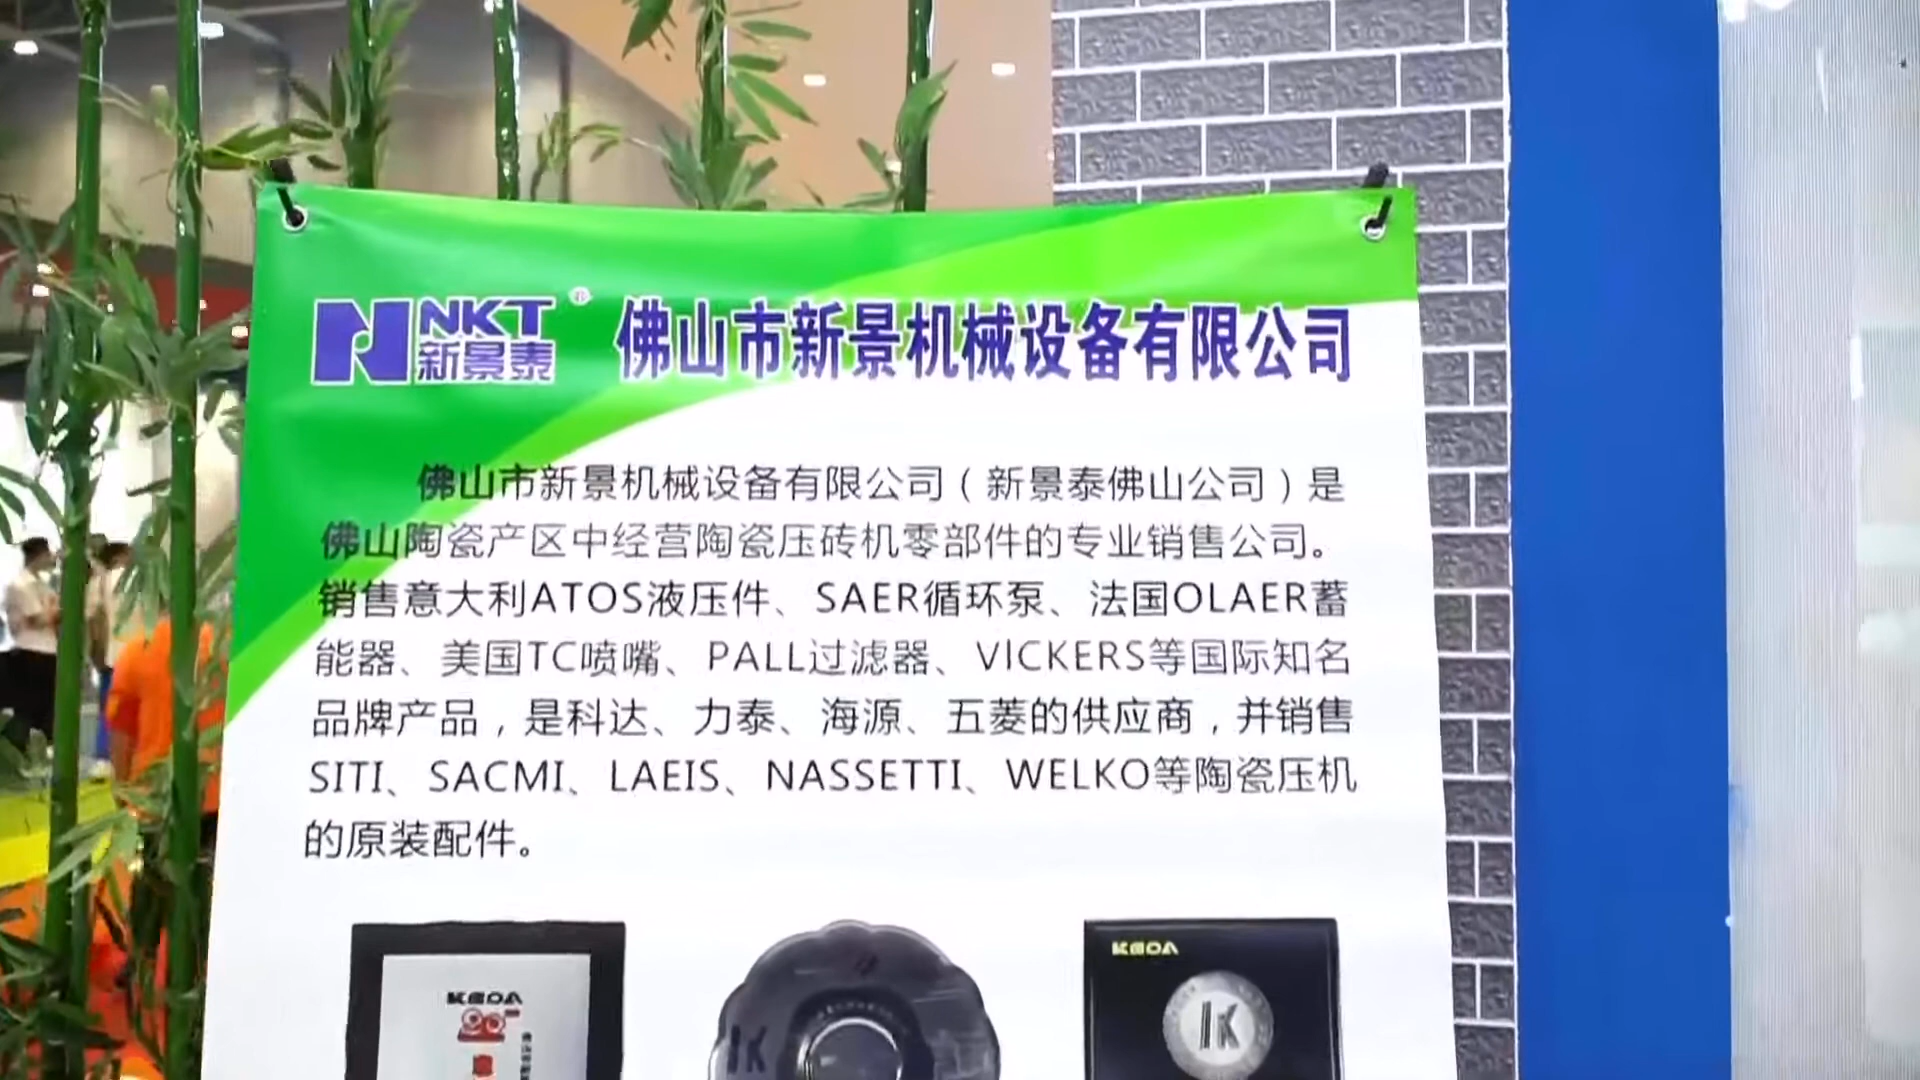 NKT ®
新景泰
佛山市新景机械设备有限公司
佛山市新景机械设备有限公司（新景泰佛山公司）是
佛山陶瓷产区中经营陶瓷压砖机零部件的专业销售公司。
销售意大利ATOS液压件、SAER循环泵、法国OLAER蓄
能器、美国TC喷嘴、PALL过滤器、VICKERS等国际知名
品牌产品，是科达、力泰、海源、五菱的供应商，并销售
SITI、SACMI、LAEIS、NASSETTI、WELKO等陶瓷压机
的原装配件。
KEDA
KEDA